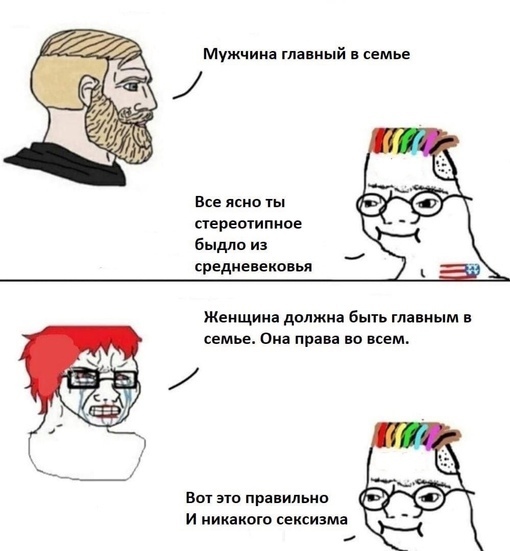 Мужчина главный в семье
Все ясно ты
стереотипное
быдло из
средневековья
Женщина должна быть главным в
семье. Она права во всем.
Вот это правильно
И никакого сексизма